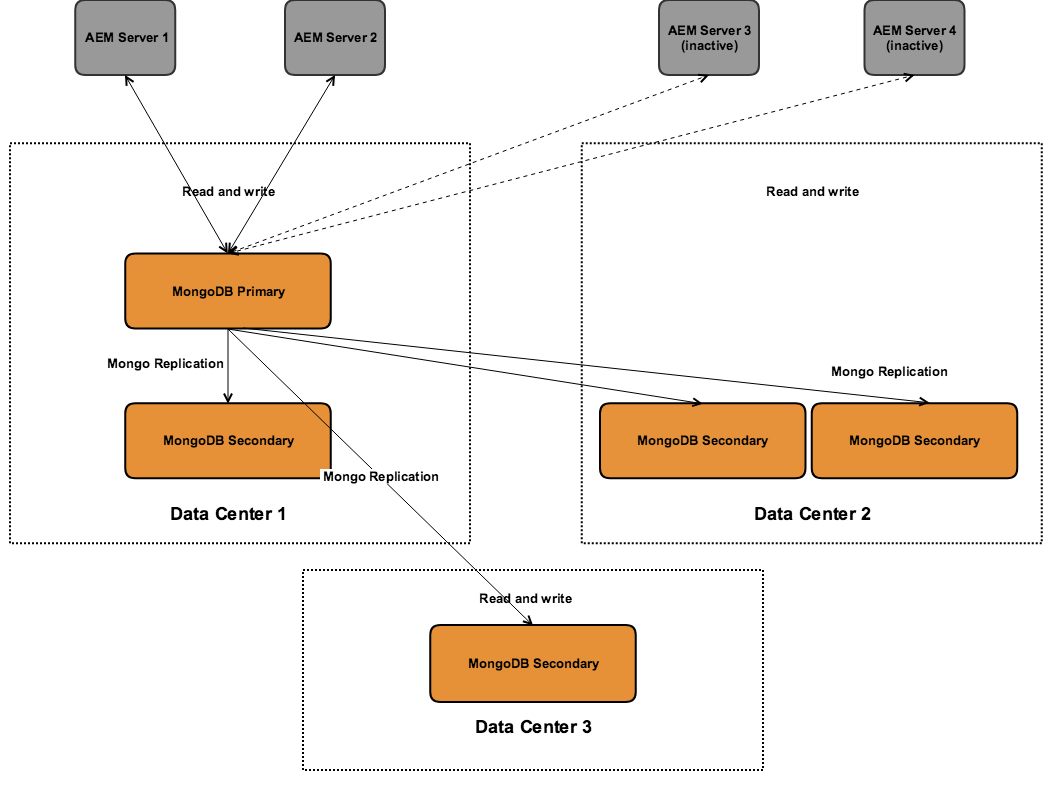 AEM Server 1
AEM Server 2
AEM Server 3
(inactive)
AEM Server 4
(inactive)
Read and write
Read and write
MongoDB Primary
Mongo Replication
Mongo Replication
MongoDB Secondary
MongoDB Secondary
MongoDB Secondary
Mongo Replication
Data Center 1
Data Center 2
Read and write
MongoDB Secondary
Data Center 3